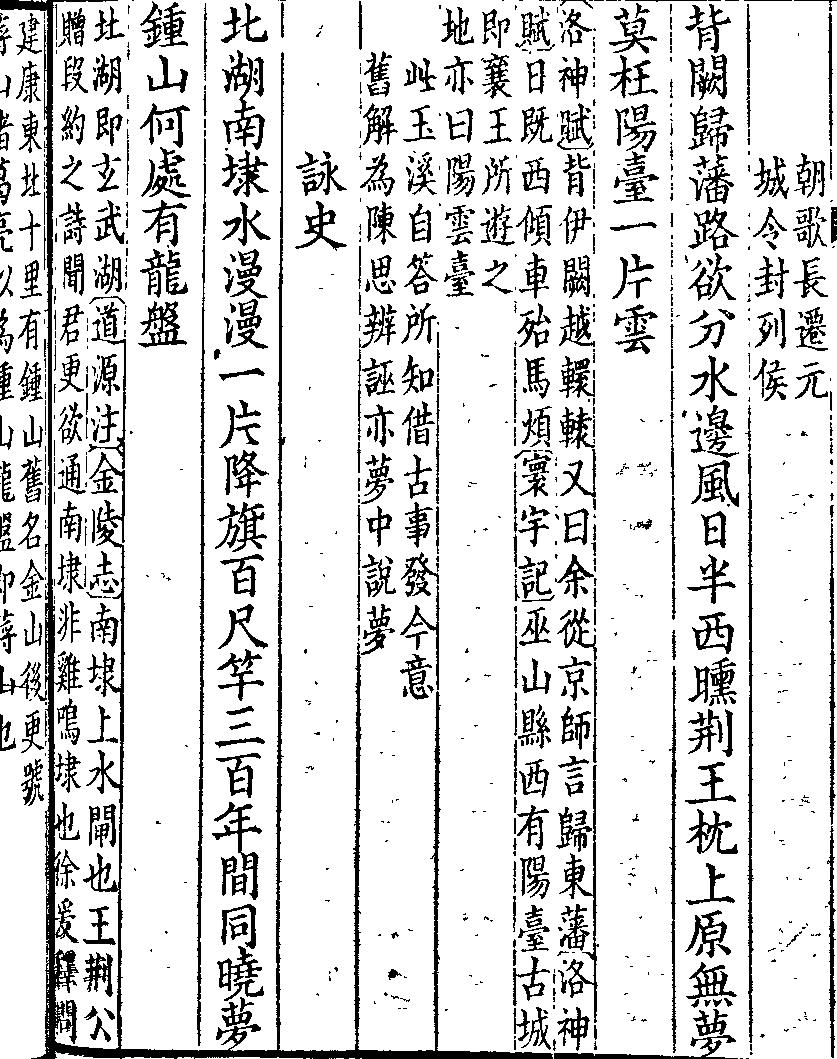 朝歌長遷元
城令封列侯
背闕歸藩路欲分水邊風日半西曛荆王枕上原無夢
莫枉陽臺一片雲
洛神賦背伊闕越轘轅又曰余從京師言歸東藩洛神
賦日既西傾車殆馬煩寰宇記巫山縣西有陽臺古城
即襄王所遊之
地亦曰陽雲臺
此玉溪自答所知借古事發今意
舊解為陳思辨誣亦夢中說夢
詠史
北湖南埭水漫漫一片降旗百尺竿三百年間同曉夢
鍾山何處有龍盤
北湖即玄武湖道源注金陵志南埭上水閘也王荆公
贈段約之詩聞君更欲通南埭非雞鳴埭也徐爰釋問
建康東北十里有鍾山舊名金山後更號
蔣山諸葛亮以為鍾山龍盤即蔣山也